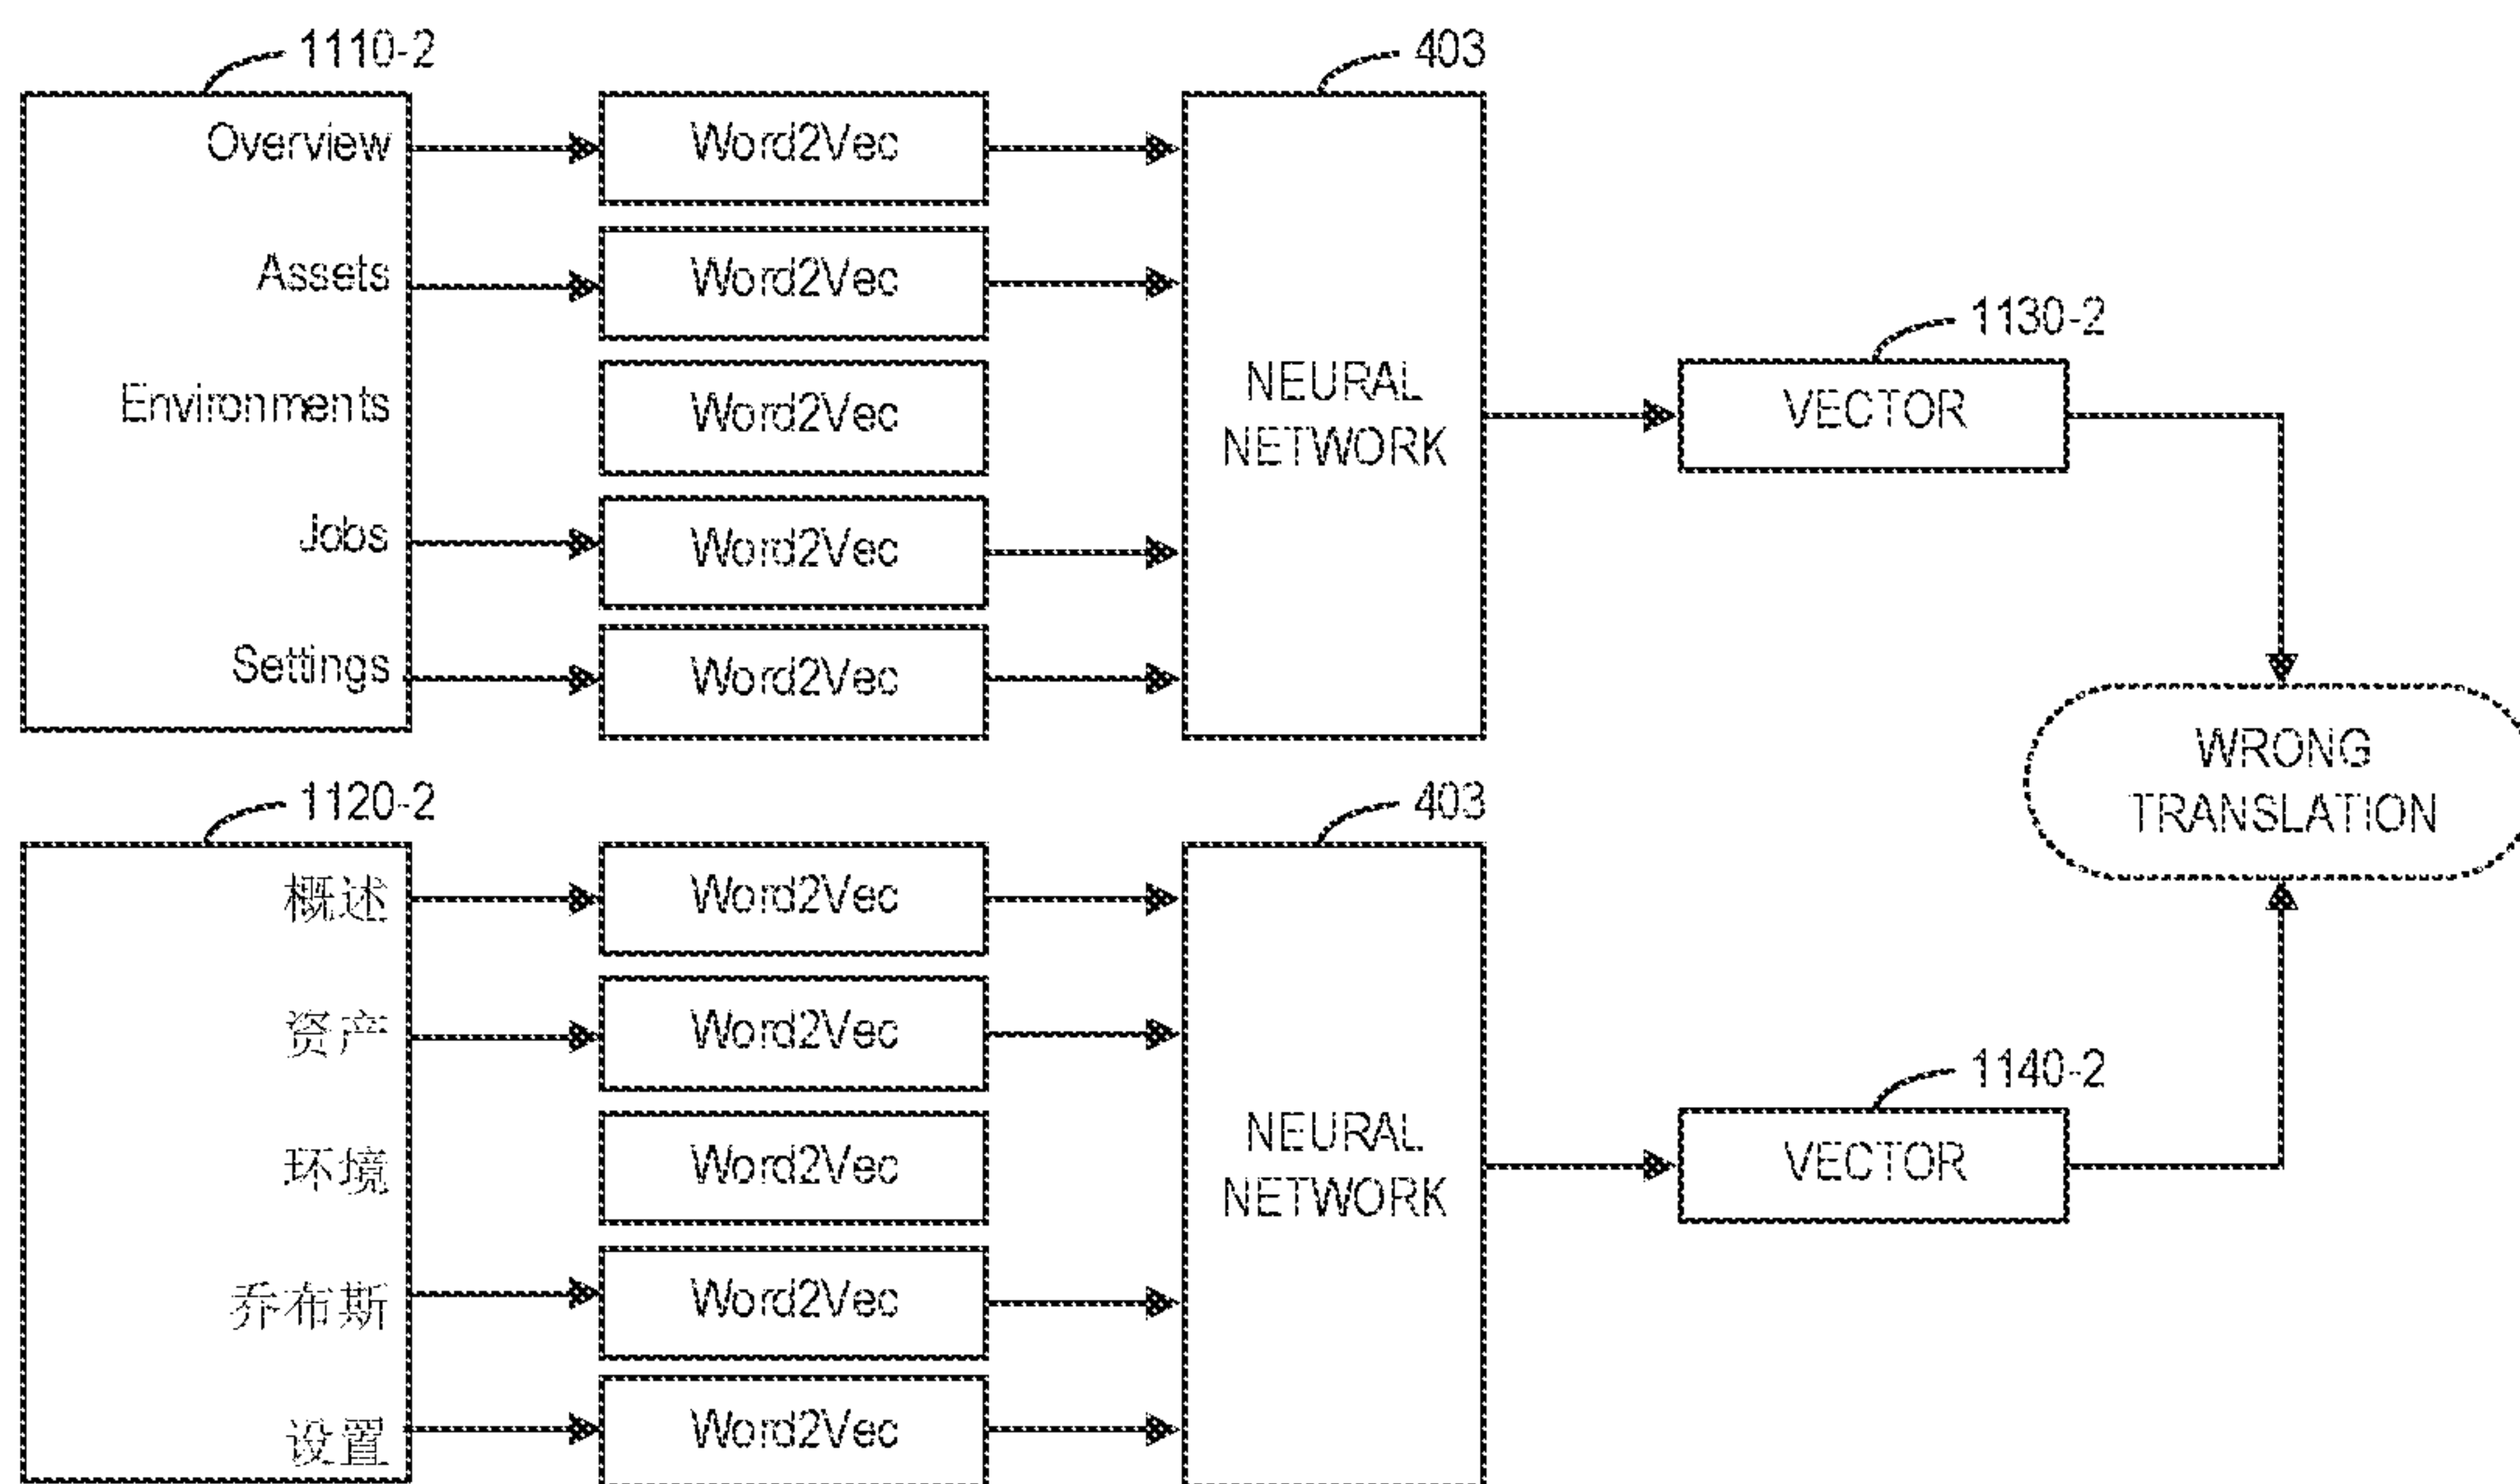 1110-2
403
Overview
Word2Vec
Assets
Word2Vec
1130-2
Environments
Word2Vec
NEURAL
NETWORK
VECTOR
Jobs
Word2Vec
Settings
Word2Vec
WRONG
TRANSLATION
1120-2
403
概述
Word2Vec
资产
Word2Vec
1140-2
环境
Word2Vec
NEURAL
NETWORK
VECTOR
乔布斯
Word2Vec
设置
Word2Vec